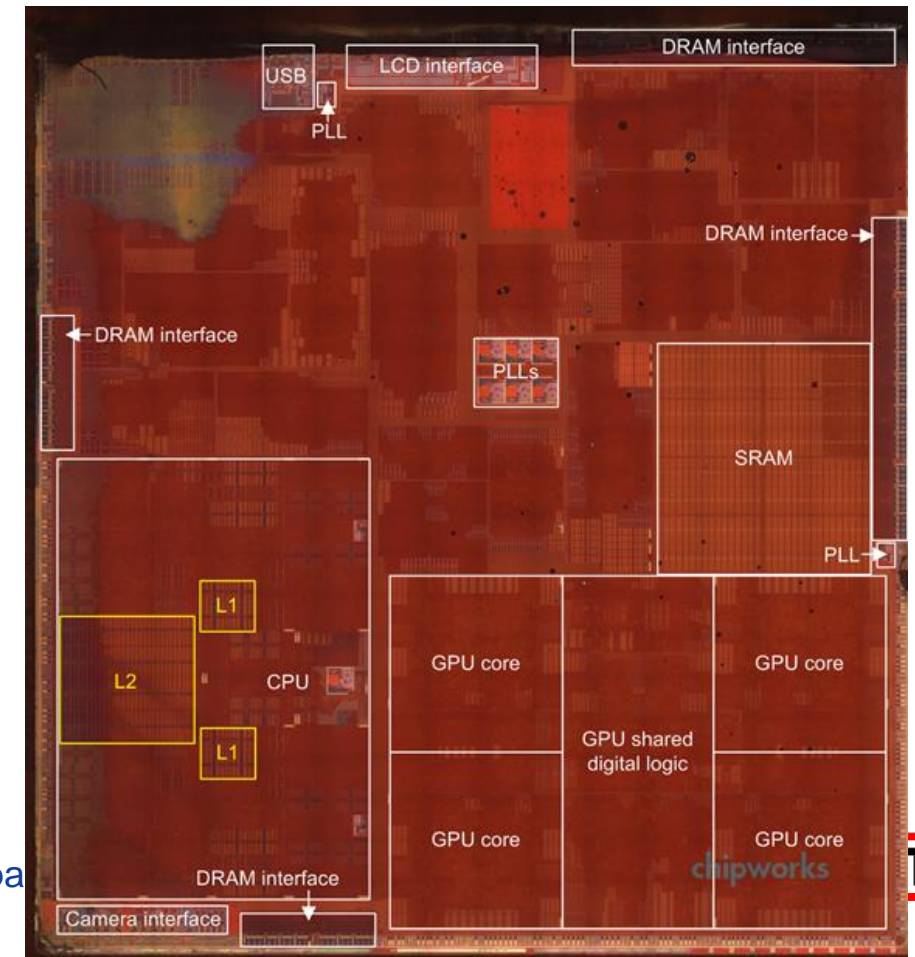 DRAM interface
USB
LCD interface
PLL
DRAM interface
DRAM interface
PLLs
SRAM
PLL
L1
L2
CPU
L1
GPU core
GPU core
GPU shared
digital logic
GPU core
GPU core
chipworks
DRAM interface
Camera interface